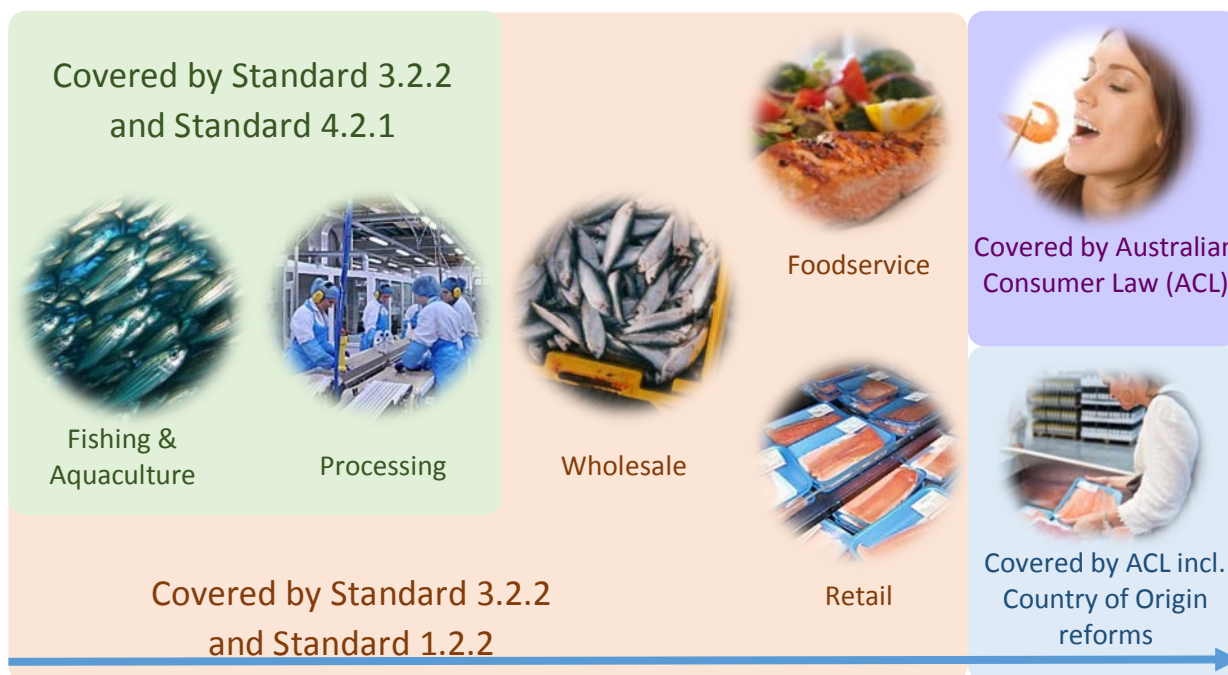 Covered by Standard 3.2.2
and Standard 4.2.1
Fishing &
Aquaculture
Processing
Wholesale
Foodservice
Retail
Covered by Standard 3.2.2
and Standard 1.2.2
Covered by Australian
Consumer Law (ACL)
Covered by ACL incl.
Country of Origin
reforms